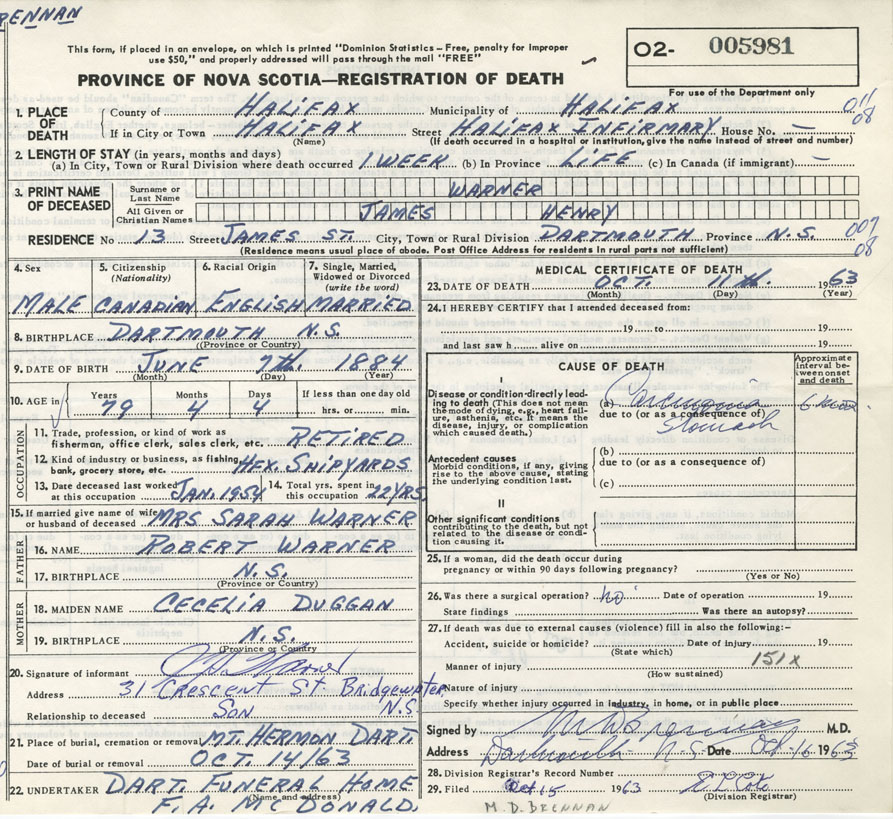 RENNAN
This form, if placed in an envelope, on which is printed "Dominion Statistics – Free, penalty for improper
use $50," and properly addressed will pass through the mail "FREE"
PROVINCE OF NOVA SCOTIA—REGISTRATION OF DEATH
O2- 005981
For use of the Department only
1. PLACE OF DEATH
County of HALIFAX Municipality of HALIFAX 011
If in City or Town HALIFAX Street HALIFAX INFIRMARY House No. — 08
(Name) (If death occurred in a hospital or institution, give the name instead of street and number)
2. LENGTH OF STAY (in years, months and days)
(a) In City, Town or Rural Division where death occurred 1 WEEK (b) In Province LIFE (c) In Canada (if immigrant) —
3. PRINT NAME OF DECEASED
Surname or Last Name WARNER
All Given or Christian Names JAMES HENRY
RESIDENCE No 13 Street JAMES ST. City, Town or Rural Division DARTMOUTH Province N.S. 007
(Residence means usual place of abode. Post Office Address for residents in rural parts not sufficient) 08
4. Sex 5. Citizenship (Nationality) 6. Racial Origin 7. Single, Married, Widowed or Divorced (write the word)
MALE CANADIAN ENGLISH MARRIED
8. BIRTHPLACE DARTMOUTH N.S.
(Province or Country)
9. DATE OF BIRTH JUNE 7th. 1884
(Month) (Day) (Year)
10. AGE in Years Months Days If less than one day old
79 4 4 hrs. or min.
OCCUPATION
11. Trade, profession, or kind of work as
fisherman, office clerk, sales clerk, etc. RETIRED
12. Kind of industry or business, as fishing,
bank, grocery store, etc. HFX. SHIPYARDS
13. Date deceased last worked at this occupation JAN. 1954 14. Total yrs. spent in this occupation 22 YRS.
15. If married give name of wife
or husband of deceased MRS SARAH WARNER
FATHER
16. NAME ROBERT WARNER
17. BIRTHPLACE N.S.
(Province or Country)
MOTHER
18. MAIDEN NAME CECELIA DUGGAN
19. BIRTHPLACE N.S.
(Province or Country)
20. Signature of informant
Address 31 Crescent St. Bridgewater
N.S.
Relationship to deceased SON
21. Place of burial, cremation or removal MT. HERMON DART.
Date of burial or removal OCT. 14/63
22. UNDERTAKER DART. FUNERAL HOME
(Name and address)
F.A. McDONALD.
MEDICAL CERTIFICATE OF DEATH
23. DATE OF DEATH OCT. 11th. 1963
(Month) (Day) (Year)
24. I HEREBY CERTIFY that I attended deceased from:
19 to 19
and last saw h alive on 19
CAUSE OF DEATH
Approximate interval between onset and death
I
Disease or condition directly leading to death (This does not mean the mode of dying, e.g., heart failure, asthenia, etc. It means the disease, injury, or complication which caused death.)
(a) Carcinoma
due to (or as a consequence of)
Stomach
Antecedent causes
Morbid conditions, if any, giving rise to the above cause, stating the underlying condition last.
(b)
due to (or as a consequence of)
(c)
II
Other significant conditions
contributing to the death, but not related to the disease or condition causing it.
25. If a woman, did the death occur during
pregnancy or within 90 days following pregnancy?
(Yes or No)
26. Was there a surgical operation? no Date of operation 19
State findings Was there an autopsy?
27. If death was due to external causes (violence) fill in also the following:–
Accident, suicide or homicide? Date of injury 19
(State which)
Manner of injury 151x
(How sustained)
Nature of injury
Specify whether injury occurred in industry, in home, or in public place
Signed by M D Brennan M.D.
Address Dartmouth N S Date Oct 16 1963
28. Division Registrar's Record Number
29. Filed Oct 15 1963
(Division Registrar)
M.D. BRENNAN